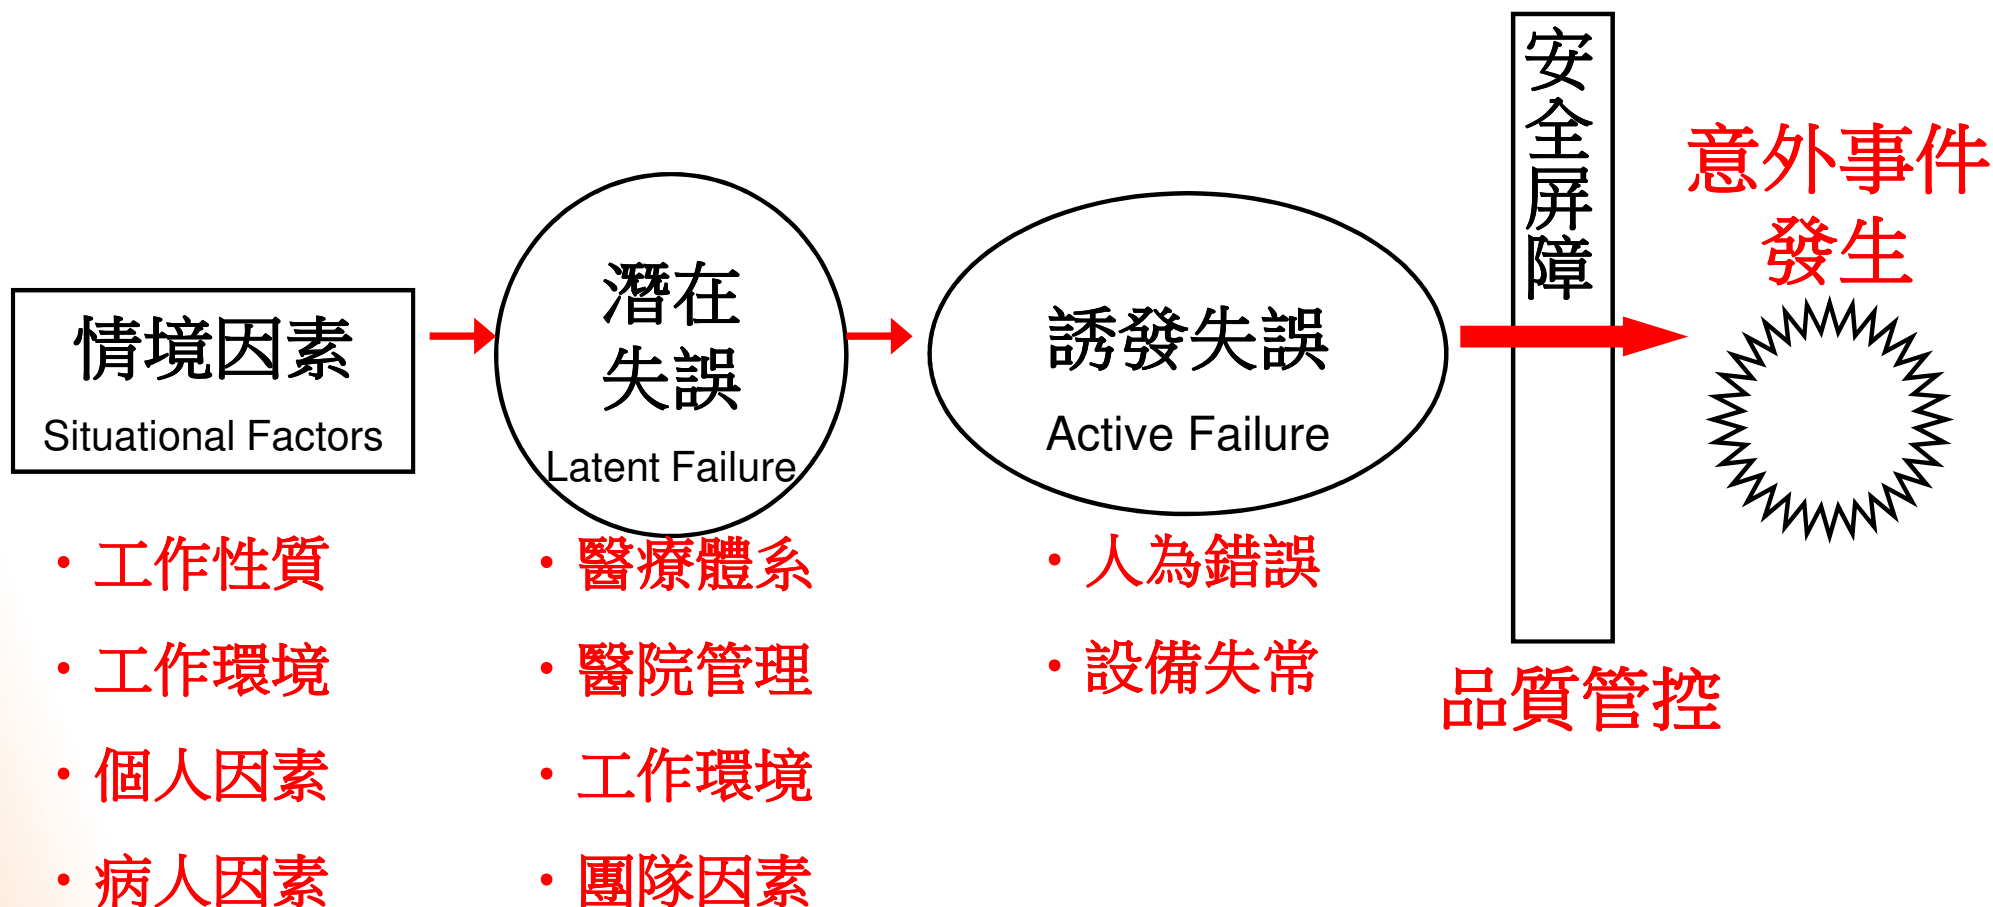 情境因素
Situational Factors
• 工作性質
• 工作環境
• 個人因素
• 病人因素
潛在
失誤
Latent Failure
• 醫療體系
• 醫院管理
• 工作環境
• 團隊因素
誘發失誤
Active Failure
• 人為錯誤
• 設備失常
安全屏障
品質管控
意外事件
發生